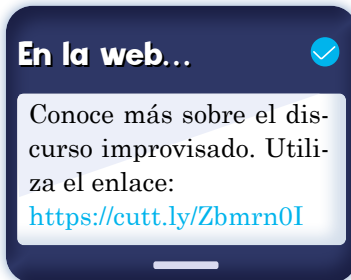 En la web...
Conoce más sobre el dis-
curso improvisado. Utili-
za el enlace:
https://cutt.ly/Zbmrn0I